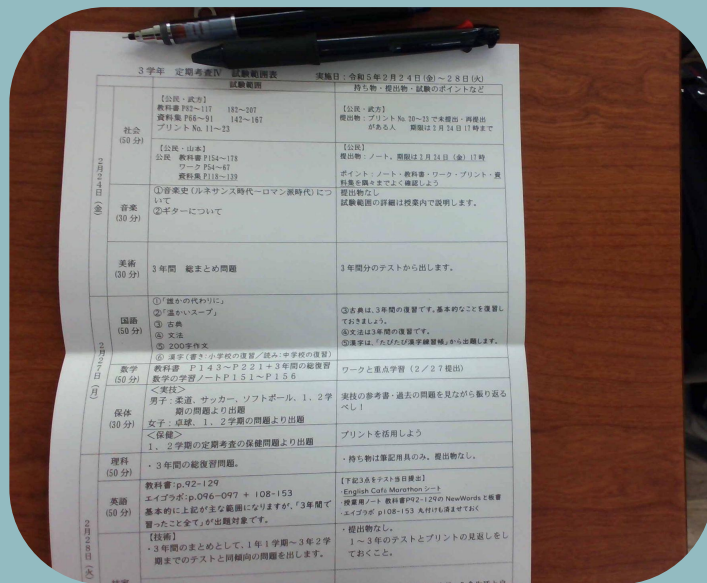 3学年 定期考査Ⅳ 試験範囲表 実施日：令和5年2月24日(金)～28日(火)
試験範囲 持ち物・提出物・試験のポイントなど
2月24日(金)
社会
(50分)
【公民・武方】
教科書 P82～117 182～207
資料集 P66～91 142～167
プリント No.11～23
【公民・武方】
提出物：プリント No.20～23で未提出・再提出
がある人 期限は2月24日17時まで
【公民・山本】
公民 教科書 P154～178
ワーク P54～67
資料集 P118～139
【公民】
提出物：ノート、期限は2月24日(金)17時
ポイント：ノート・教科書・ワーク・プリント・資
料集を隅々までよく確認しよう
音楽
(30分)
①音楽史(ルネサンス時代～ロマン派時代)につ
いて
②ギターについて
提出物なし
試験範囲の詳細は授業内で説明します。
美術
(30分)
3年間 総まとめ問題
3年間分のテストから出します。
2月27日(月)
国語
(50分)
①「誰かの代わりに」
②「温かいスープ」
③ 古典
④ 文法
⑤ 200字作文
⑥ 漢字(書き:小学校の復習/読み:中学校の復習)
③古典は、3年間の復習です。基本的なことを復習し
ておきましょう。
④文法は3年間の復習です。
⑤漢字は、「たびたび漢字練習帳」から出題します。
数学
(50分)
教科書 P143～P221+3年間の総復習
数学の学習ノートP151～P156
ワークと重点学習(2/27提出)
保体
(30分)
<実技>
男子：柔道、サッカー、ソフトボール、1、2学
期の問題より出題
女子：卓球、1、2学期の問題より出題
実技の参考書・過去の問題を見ながら振り返る
べし！
<保健>
1、2学期の定期考査の保健問題より出題
プリントを活用しよう
2月28日(火)
理科
(50分)
・3年間の総復習問題。
・持ち物は筆記用具のみ、提出物なし。
英語
(50分)
教科書:p.92-129
エイゴラボ:p.096-097 + 108-153
基本的に上記が主な範囲になりますが、「3年間で
習ったこと全て」が出題対象です。
【下記3点をテスト当日提出】
・English Café Marathon シート
・授業用ノート 教科書P92-129のNewWordsと板書
・エイゴラボ p108-153 丸付けも済ませておく
【技術】
・3年間のまとめとして、1年1学期～3年2学
期までのテストと同傾向の問題を出します。
・提出物なし。
1～3年のテストとプリントの見返しをし
ておくこと。